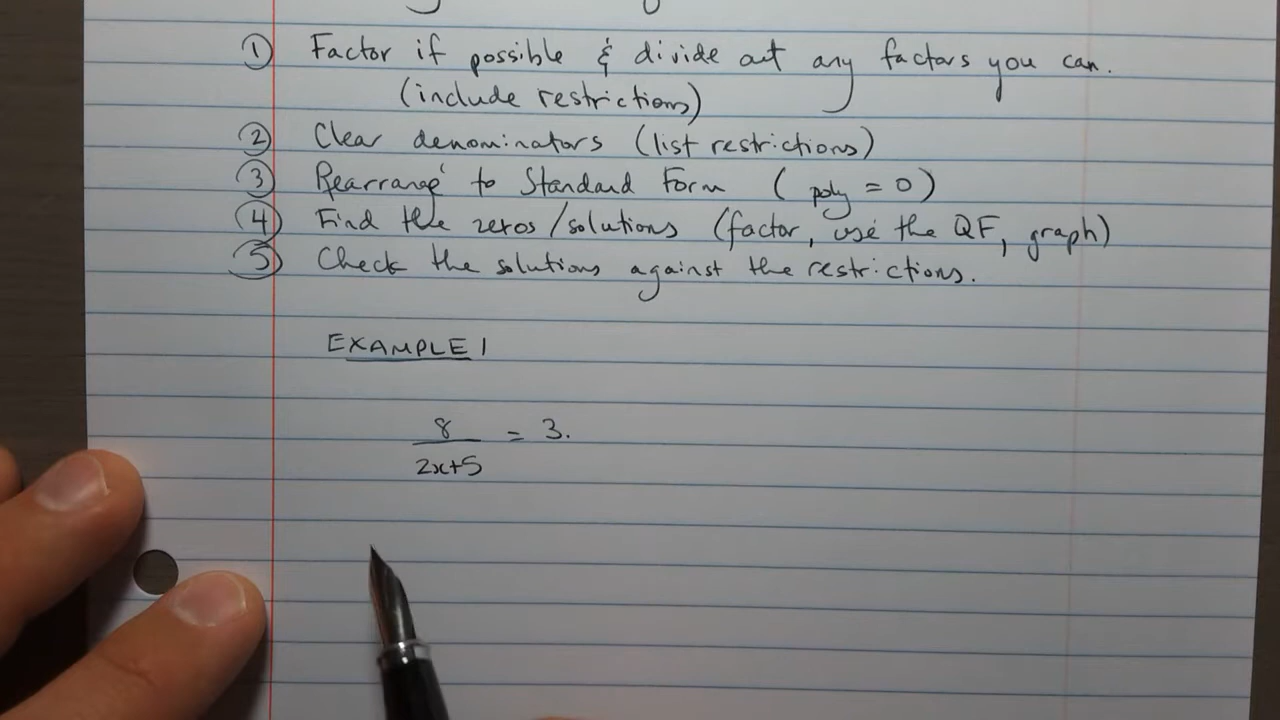 ① Factor if possible & divide out any factors you can.
(include restrictions)
② Clear denominators (list restrictions)
③ Rearrange to Standard Form (poly = 0)
④ Find the zeros/solutions (factor, use the QF, graph)
⑤ Check the solutions against the restrictions.
EXAMPLE 1
8
____ = 3.
2x+5